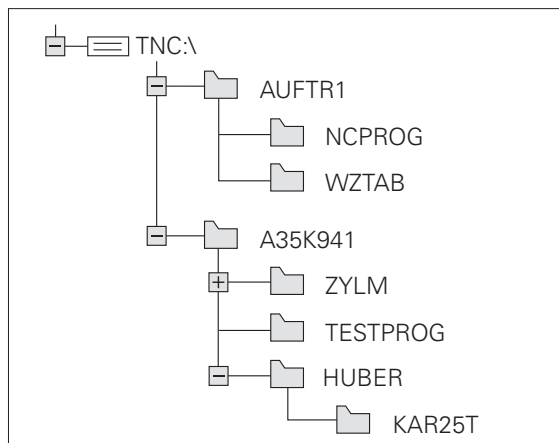 TNC:\
AUFTR1
NCPROG
WZTAB
A35K941
ZYLM
TESTPROG
HUBER
KAR25T